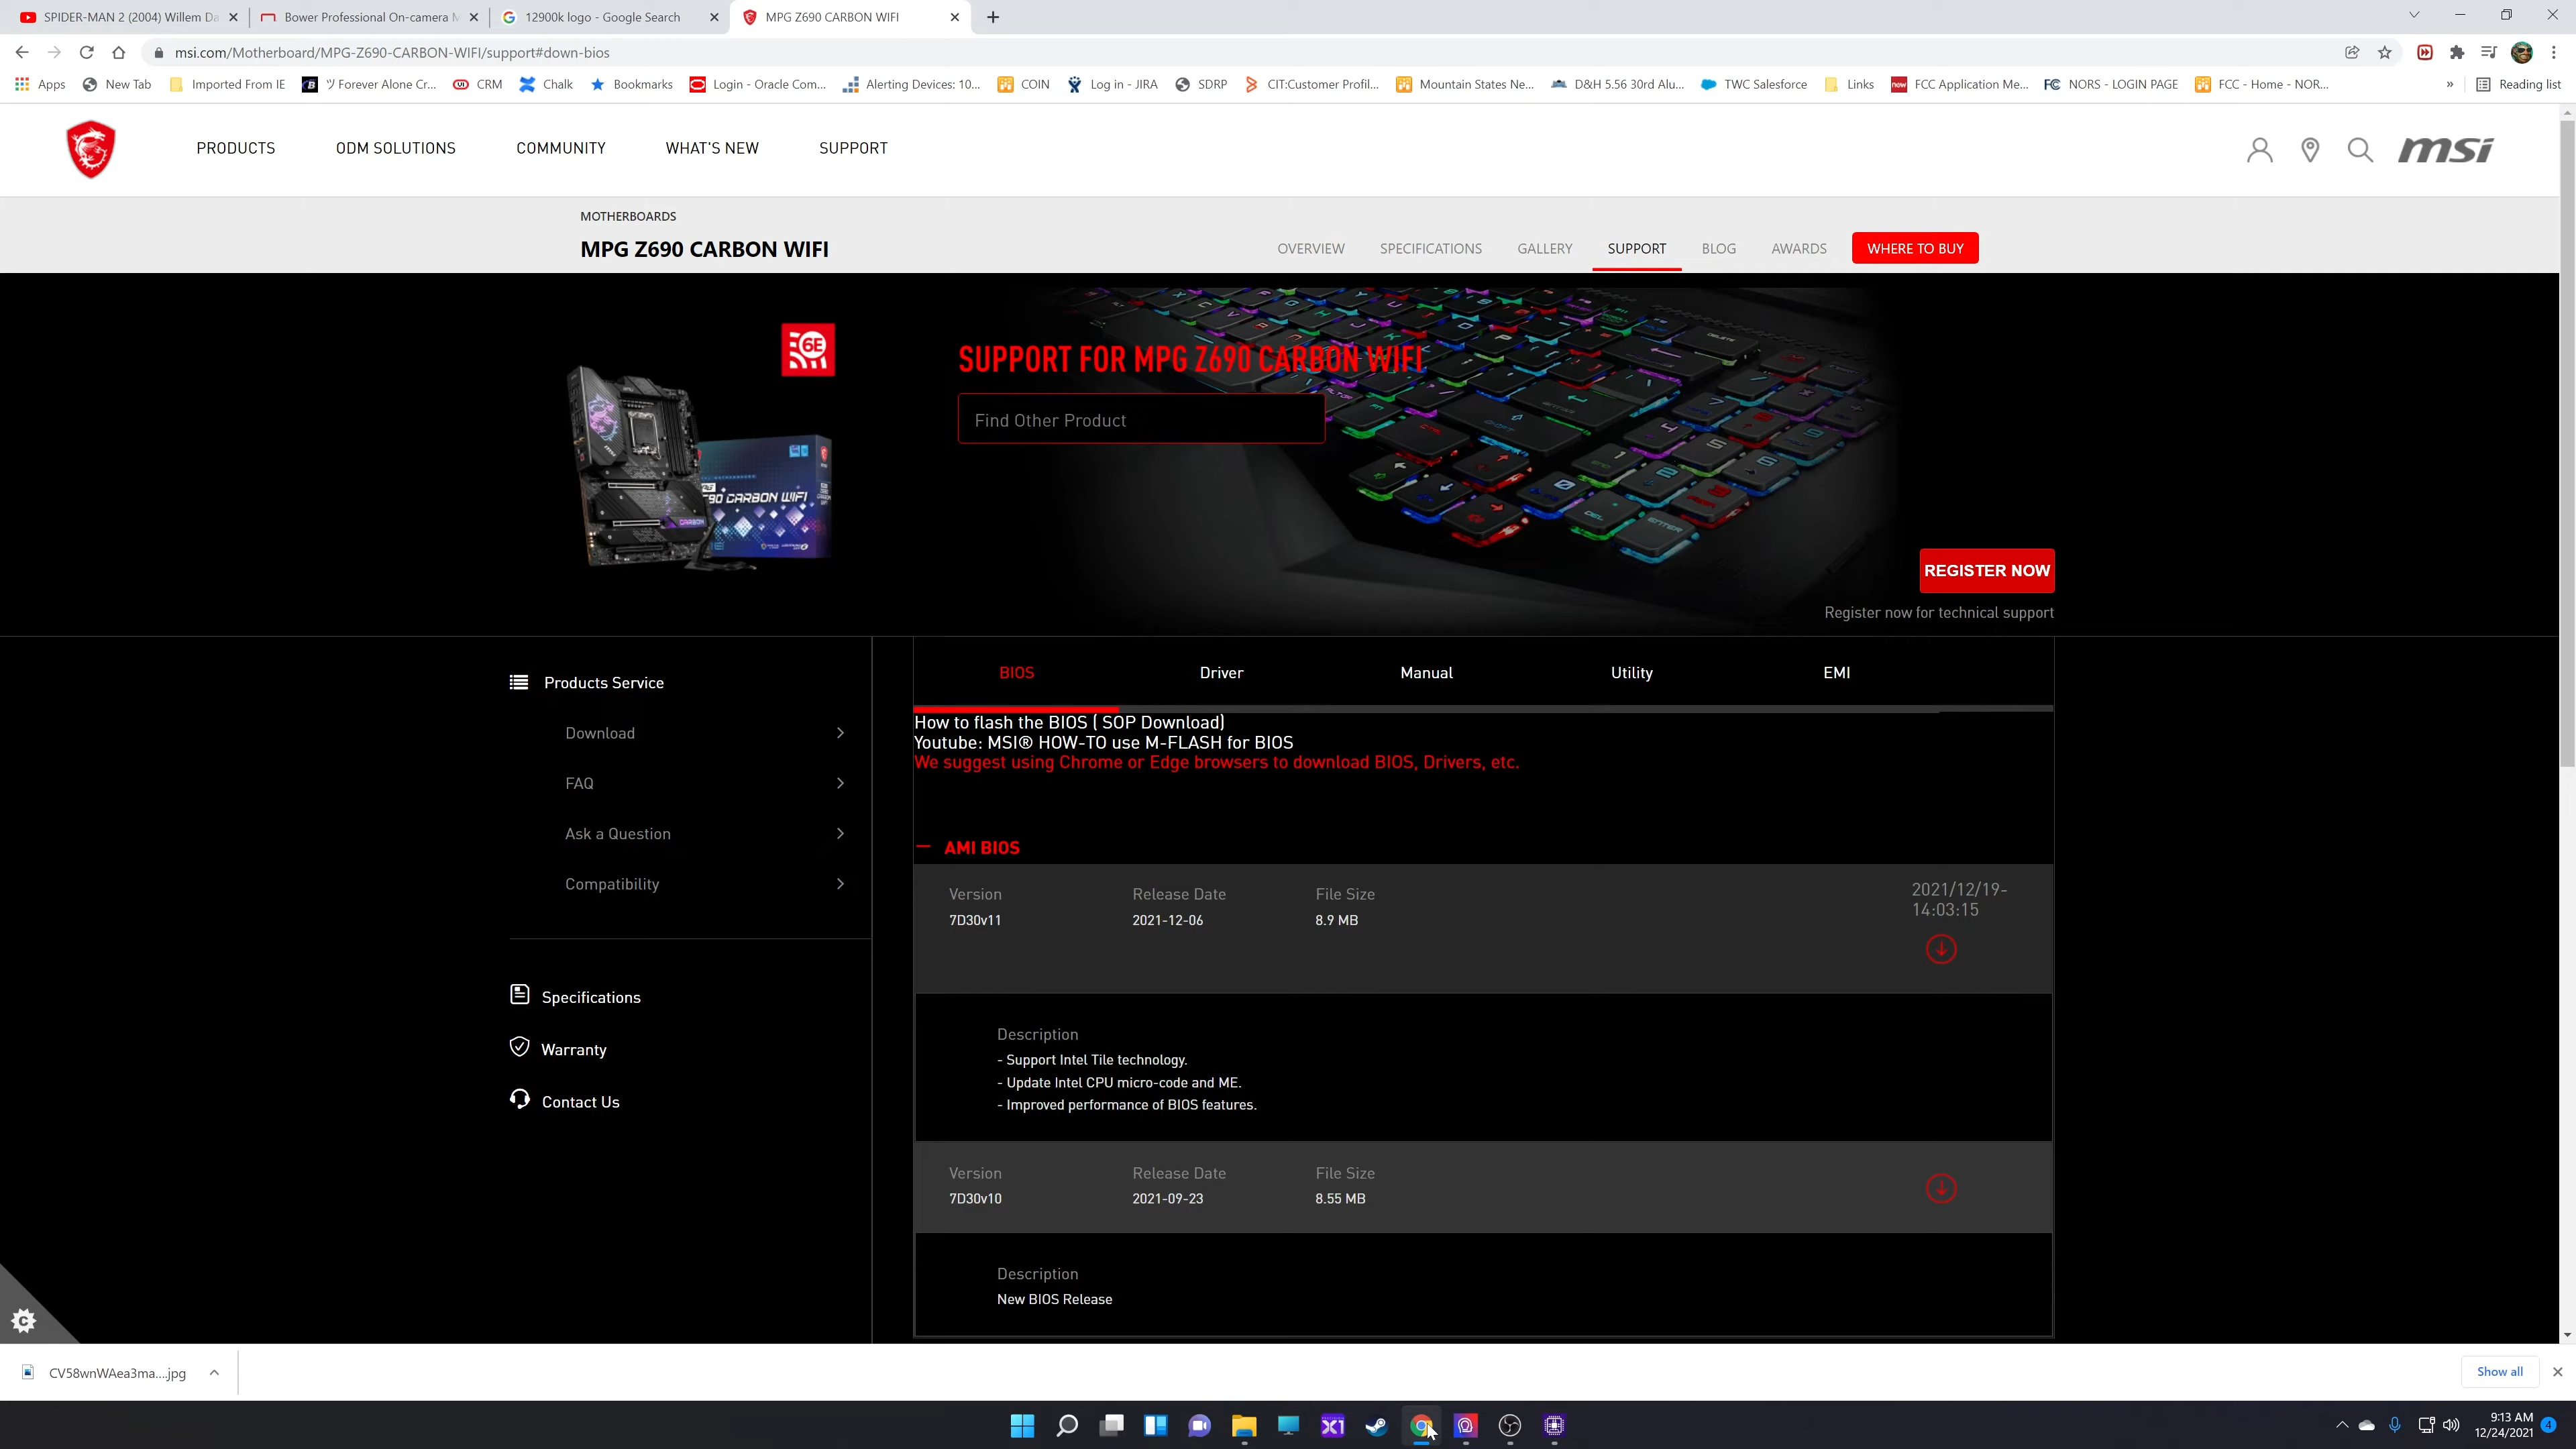 SPIDER-MAN 2 (2004) Willem Da
Bower Professional On-camera M
12900k logo - Google Search
MPG Z690 CARBON WIFI
msi.com/Motherboard/MPG-Z690-CARBON-WIFI/support#down-bios
Apps
New Tab
Imported From IE
ツ Forever Alone Cr...
CRM
Chalk
Bookmarks
Login - Oracle Com...
Alerting Devices: 10...
COIN
Log in - JIRA
SDRP
CIT:Customer Profil...
Mountain States Ne...
D&H 5.56 30rd Alu...
TWC Salesforce
Links
FCC Application Me...
NORS - LOGIN PAGE
FCC - Home - NOR...
»
Reading list
PRODUCTS
ODM SOLUTIONS
COMMUNITY
WHAT'S NEW
SUPPORT
msi
MOTHERBOARDS
MPG Z690 CARBON WIFI
OVERVIEW
SPECIFICATIONS
GALLERY
SUPPORT
BLOG
AWARDS
WHERE TO BUY
6E
SUPPORT FOR MPG Z690 CARBON WIFI
Find Other Product
REGISTER NOW
Register now for technical support
Products Service
Download
FAQ
Ask a Question
Compatibility
Specifications
Warranty
Contact Us
BIOS
Driver
Manual
Utility
EMI
How to flash the BIOS ( SOP Download)
Youtube: MSI® HOW-TO use M-FLASH for BIOS
We suggest using Chrome or Edge browsers to download BIOS, Drivers, etc.
— AMI BIOS
Version
Release Date
File Size
2021/12/19-
14:03:15
7D30v11
2021-12-06
8.9 MB
Description
- Support Intel Tile technology.
- Update Intel CPU micro-code and ME.
- Improved performance of BIOS features.
Version
Release Date
File Size
7D30v10
2021-09-23
8.55 MB
Description
New BIOS Release
CV58wnWAea3ma....jpg
Show all
9:13 AM
12/24/2021
4